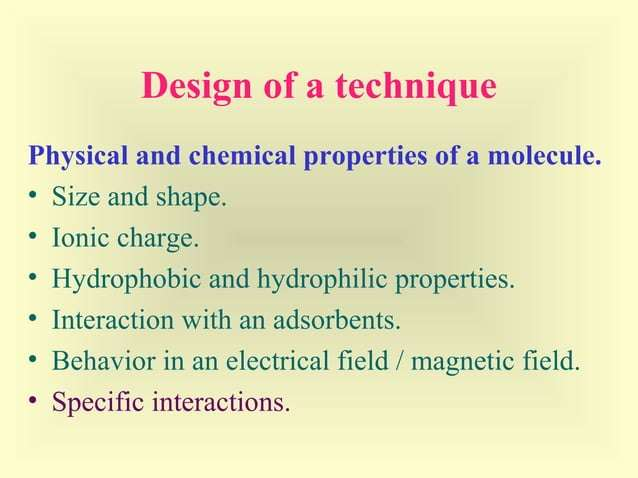 Design of a technique
Physical and chemical properties of a molecule.
• Size and shape.
• Ionic charge.
• Hydrophobic and hydrophilic properties.
• Interaction with an adsorbents.
• Behavior in an electrical field / magnetic field.
• Specific interactions.